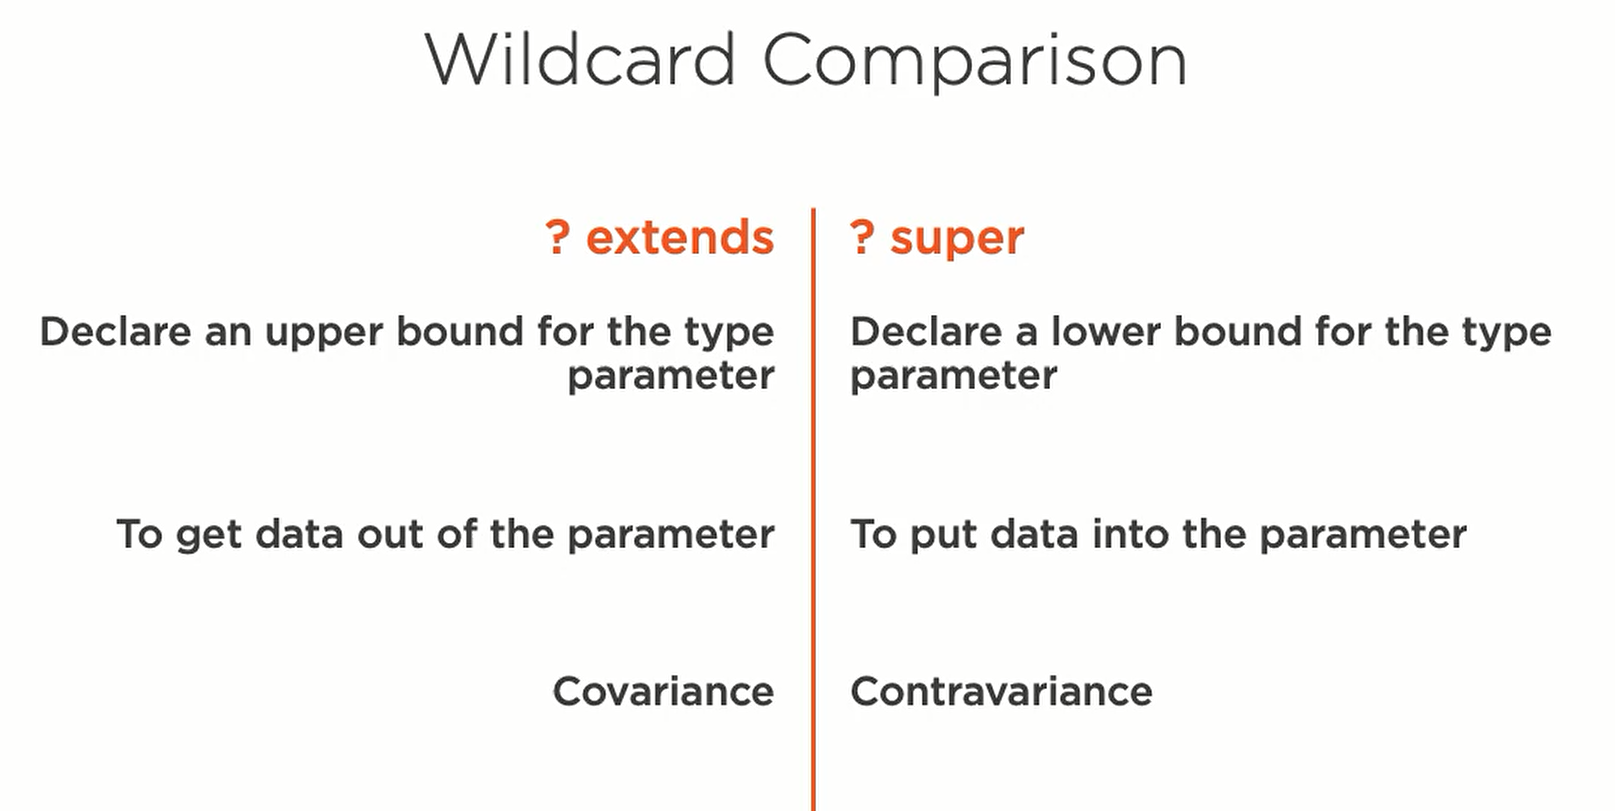 Wildcard Comparison
? extends
Declare an upper bound for the type
parameter
To get data out of the parameter
Covariance
? super
Declare a lower bound for the type
parameter
To put data into the parameter
Contravariance